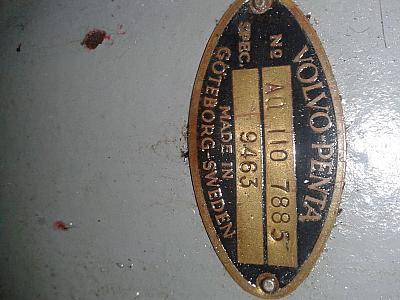 VOLVO PENTA
No AQ 110 7885
SPEC. 9463
MADE IN
GÖTEBORG-SWEDEN